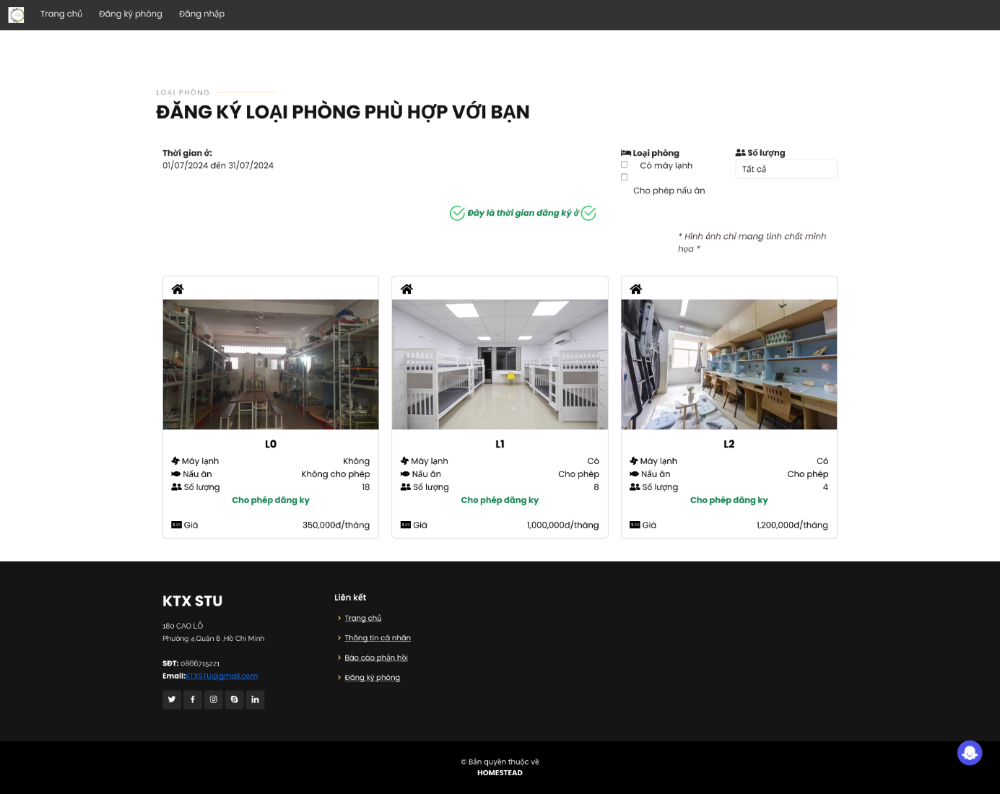 Trang chủ Đăng ký phòng Đăng nhập
LOẠI PHÒNG
ĐĂNG KÝ LOẠI PHÒNG PHÙ HỢP VỚI BẠN
Thời gian ở:
01/07/2024 đến 31/07/2024
Loại phòng
Có máy lạnh
Cho phép nấu ăn
Số lượng
Tất cả
Đây là thời gian đăng ký ở
* Hình ảnh chỉ mang tinh chất minh
họa *
L0
Máy lạnh Không
Nấu ăn Không cho phép
Số lượng 18
Cho phép đăng ky
Giá 350,000đ/tháng
L1
Máy lạnh Có
Nấu ăn Cho phép
Số lượng 8
Cho phép đăng ky
Giá 1,000,000đ/tháng
L2
Máy lạnh Có
Nấu ăn Cho phép
Số lượng 4
Cho phép đăng ky
Giá 1,200,000đ/tháng
KTX STU
180 CAO LỖ
Phường 4,Quận 8 ,Hồ Chí Minh
SĐT: 0866715221
Email:KTXSTU@gmail.com
Liên kết
Trang chủ
Thông tin cá nhân
Báo cáo phản hồi
Đăng ký phòng
© Bản quyền thuộc về
HOMESTEAD